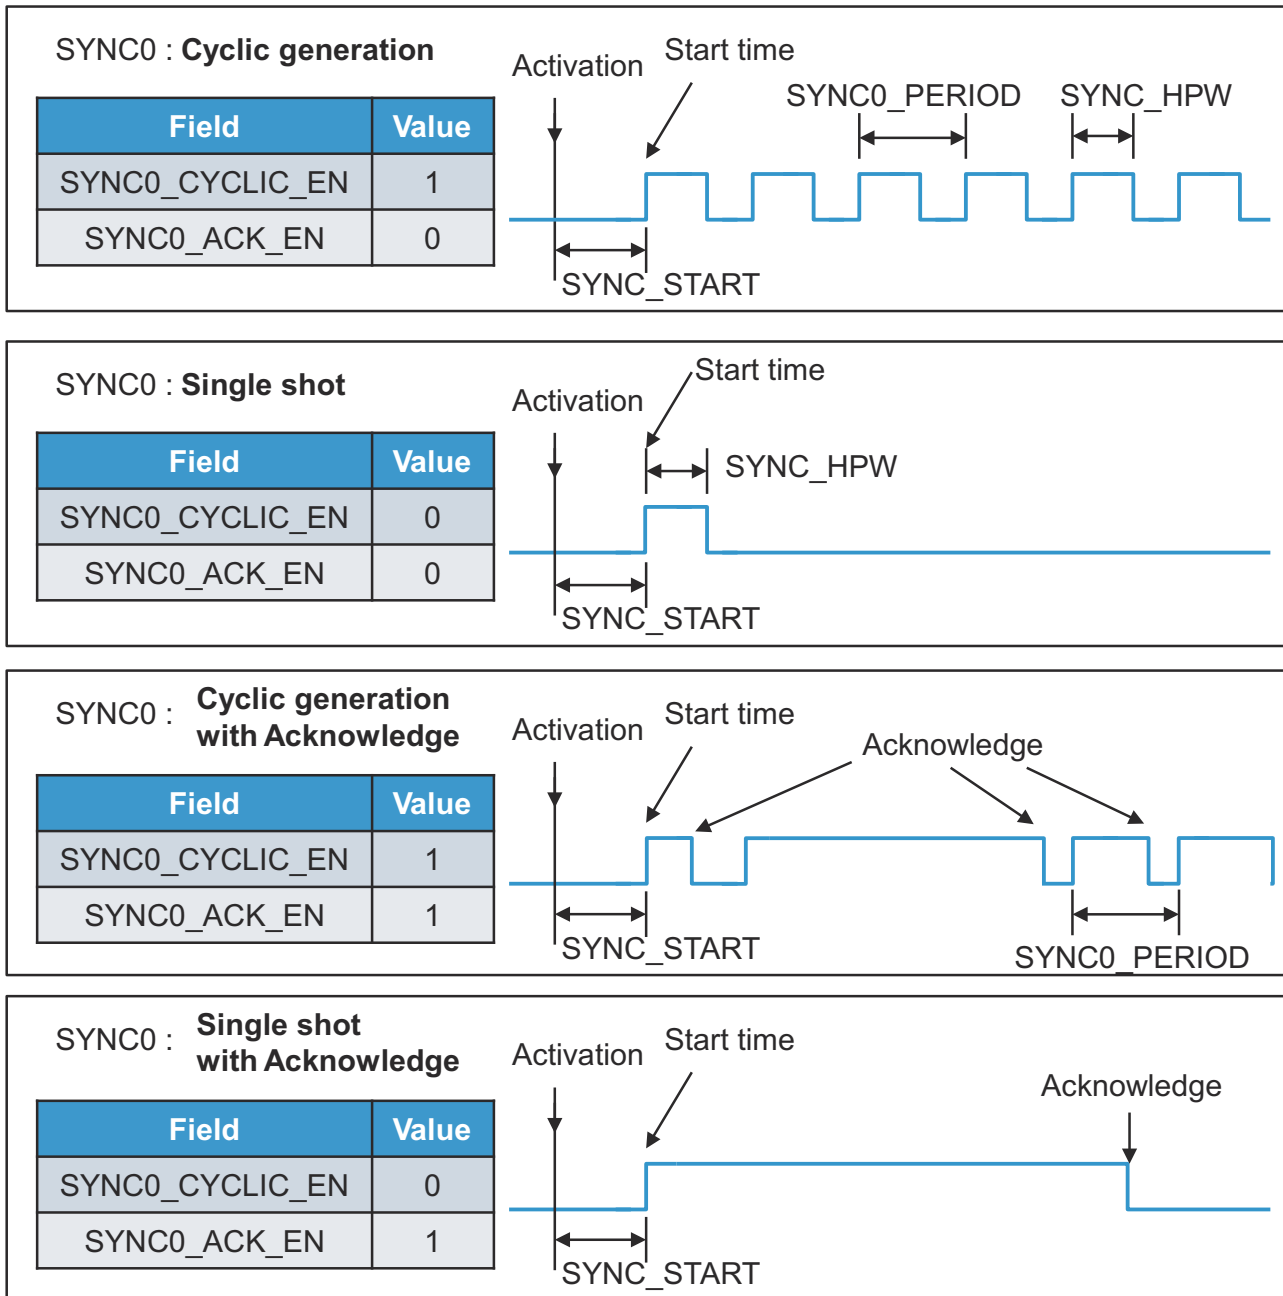 SYNC0 : Cyclic generation
Activation
Start time
SYNC0_PERIOD
SYNC_HPW
Field Value
SYNC0_CYCLIC_EN 1
SYNC0_ACK_EN 0
SYNC_START
SYNC0 : Single shot
Activation
Start time
SYNC_HPW
Field Value
SYNC0_CYCLIC_EN 0
SYNC0_ACK_EN 0
SYNC_START
SYNC0 : Cyclic generation
with Acknowledge
Activation
Start time
Acknowledge
Field Value
SYNC0_CYCLIC_EN 1
SYNC0_ACK_EN 1
SYNC_START
SYNC0_PERIOD
SYNC0 : Single shot
with Acknowledge
Activation
Start time
Acknowledge
Field Value
SYNC0_CYCLIC_EN 0
SYNC0_ACK_EN 1
SYNC_START